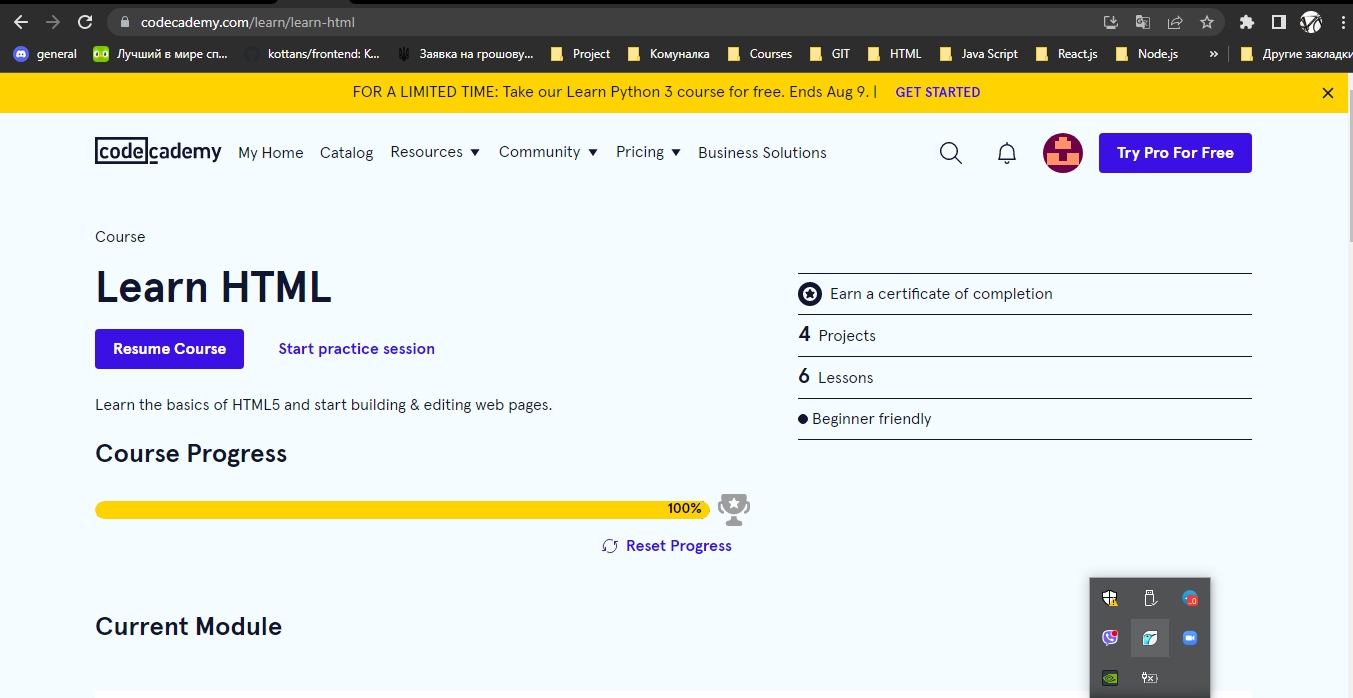 codecademy.com/learn/learn-html
general Лучший в мире сп... kottans/frontend: K... Заявка на грошову... Project Комуналка Courses GIT HTML Java Script React.js Node.js » Другие закладки
FOR A LIMITED TIME: Take our Learn Python 3 course for free. Ends Aug 9. | GET STARTED
codecademy My Home Catalog Resources Community Pricing Business Solutions Try Pro For Free
Course
Learn HTML
Earn a certificate of completion
Resume Course Start practice session
4 Projects
6 Lessons
Learn the basics of HTML5 and start building & editing web pages.
Beginner friendly
Course Progress
100%
Reset Progress
Current Module